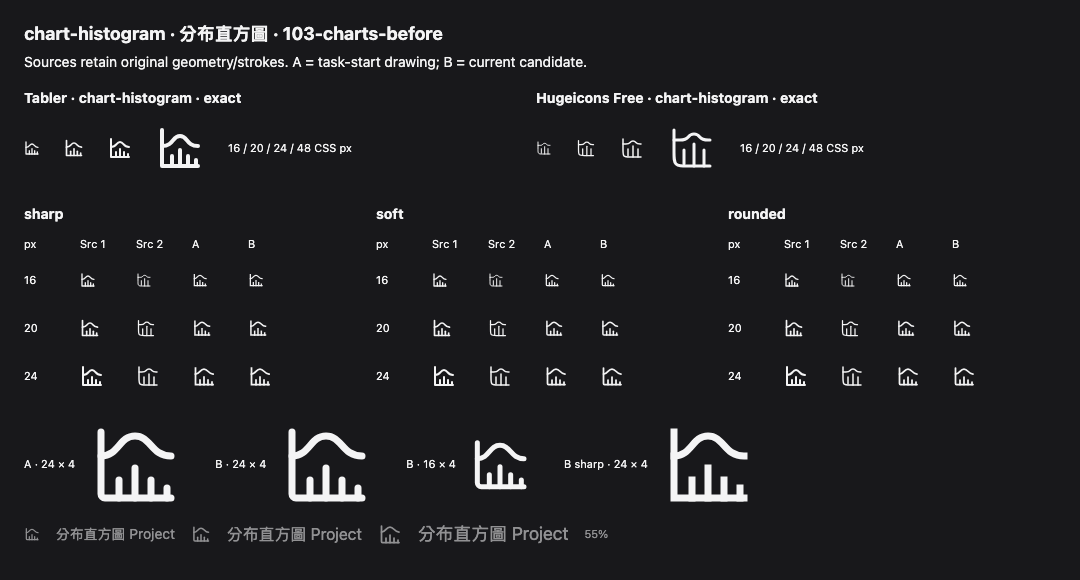 chart-histogram · 分布直方圖 · 103-charts-before
Sources retain original geometry/strokes. A = task-start drawing; B = current candidate.
Tabler · chart-histogram · exact
Hugeicons Free · chart-histogram · exact
16 / 20 / 24 / 48 CSS px
16 / 20 / 24 / 48 CSS px
sharp
soft
rounded
px Src 1 Src 2 A B
px Src 1 Src 2 A B
px Src 1 Src 2 A B
16
16
16
20
20
20
24
24
24
A · 24 × 4
B · 24 × 4
B · 16 × 4
B sharp · 24 × 4
分布直方圖 Project
分布直方圖 Project
分布直方圖 Project
55%